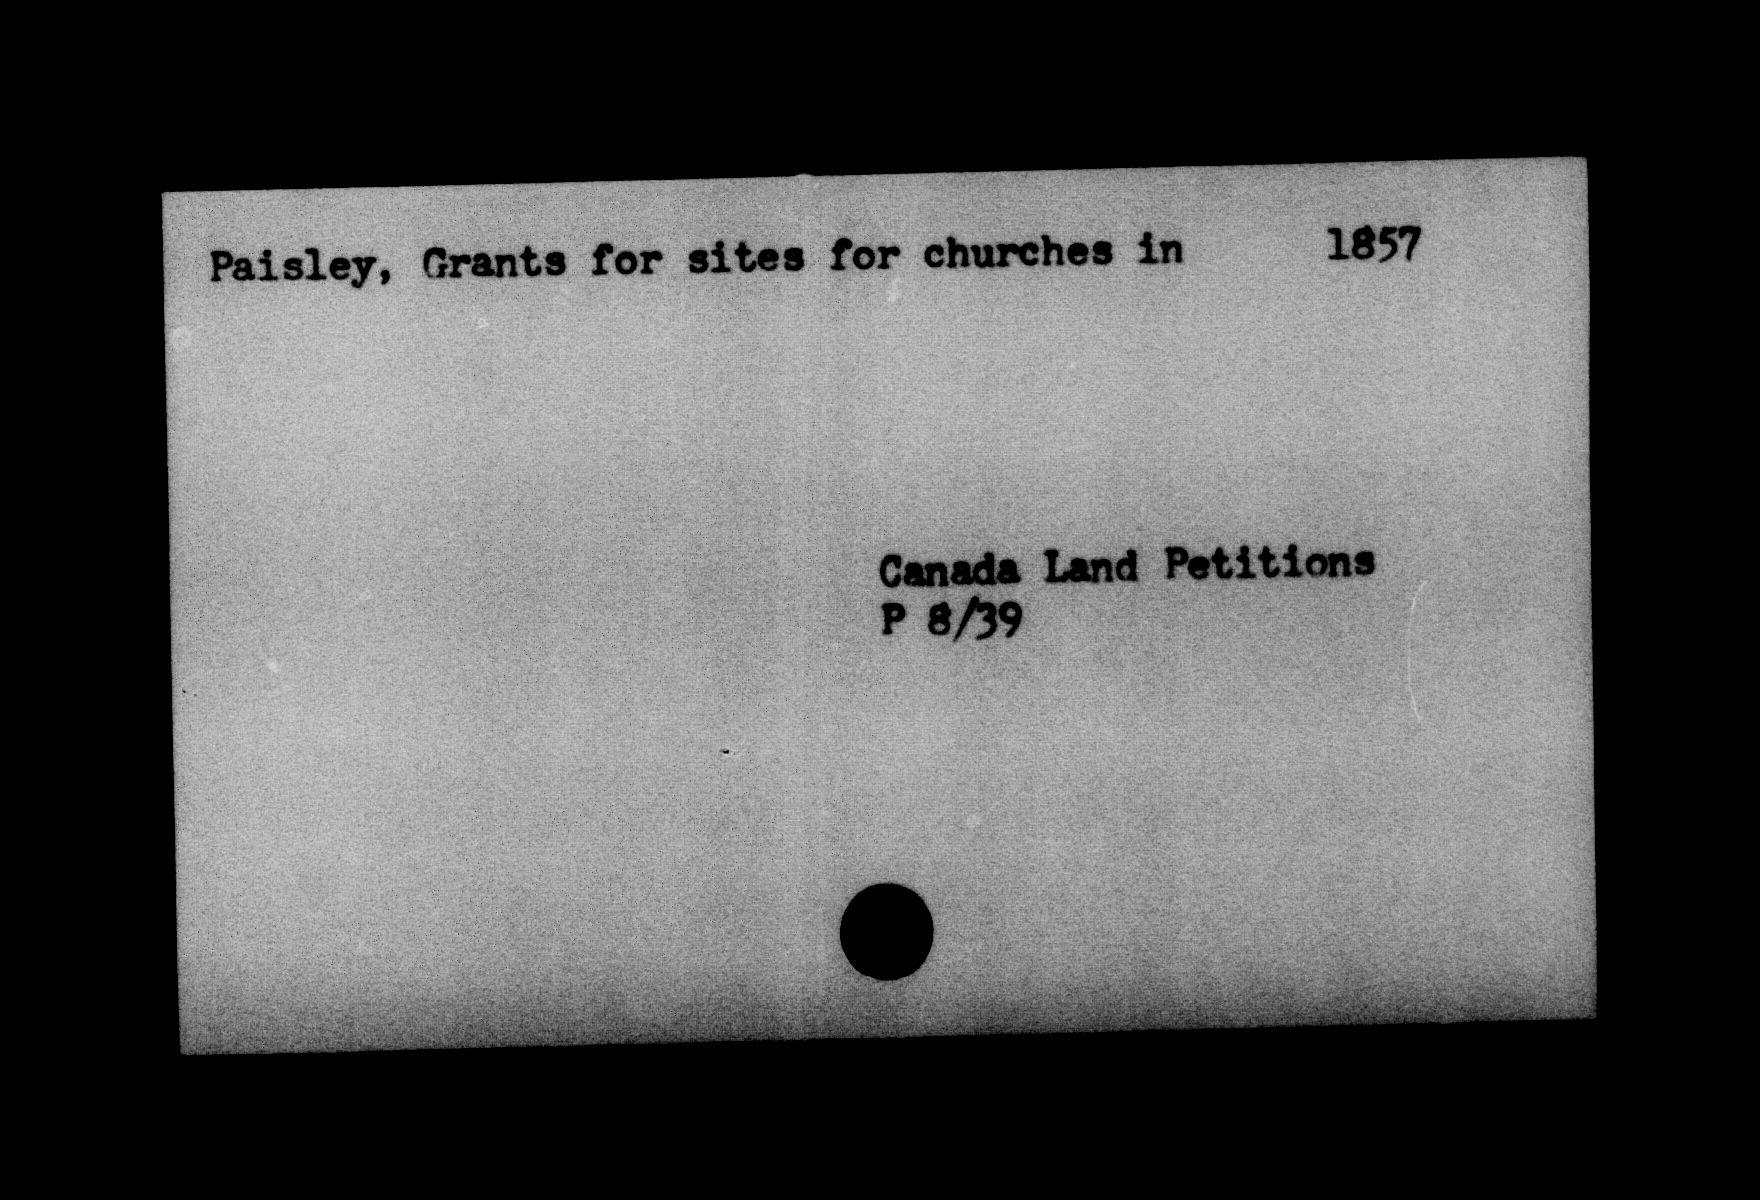 Paisley, Grants for sites for churches in 1857
Canada Land Petitions
P 8/39